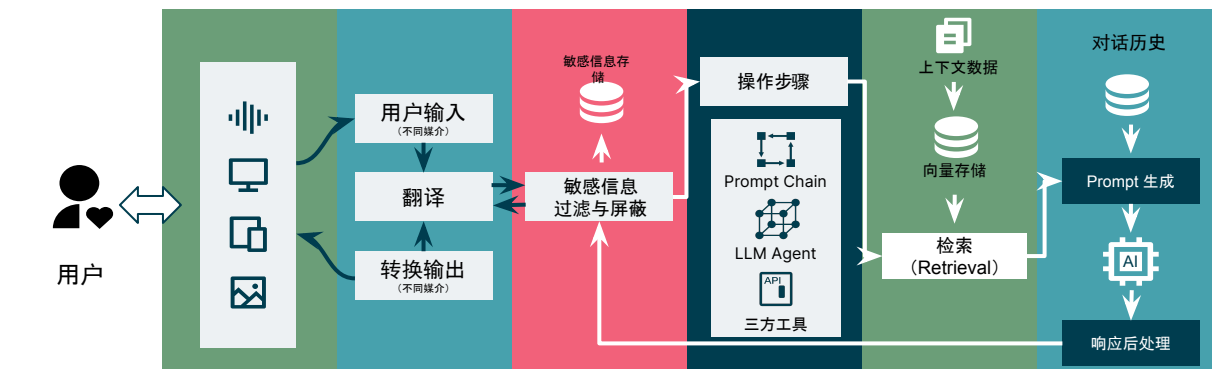 用户
用户输入
（不同媒介）
翻译
转换输出
（不同媒介）
敏感信息存
储
敏感信息
过滤与屏蔽
操作步骤
Prompt Chain
LLM Agent
API
三方工具
上下文数据
向量存储
检索
（Retrieval）
对话历史
Prompt 生成
AI
响应后处理